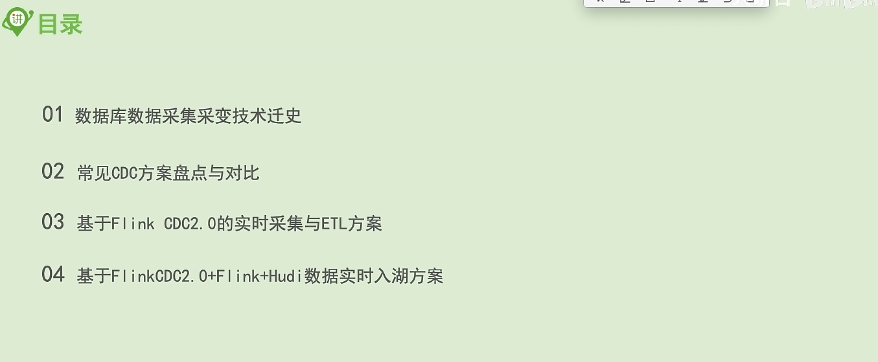 讲
目录
01 数据库数据采集采变技术迁史
02 常见CDC方案盘点与对比
03 基于Flink CDC2.0的实时采集与ETL方案
04 基于FlinkCDC2.0+Flink+Hudi数据实时入湖方案